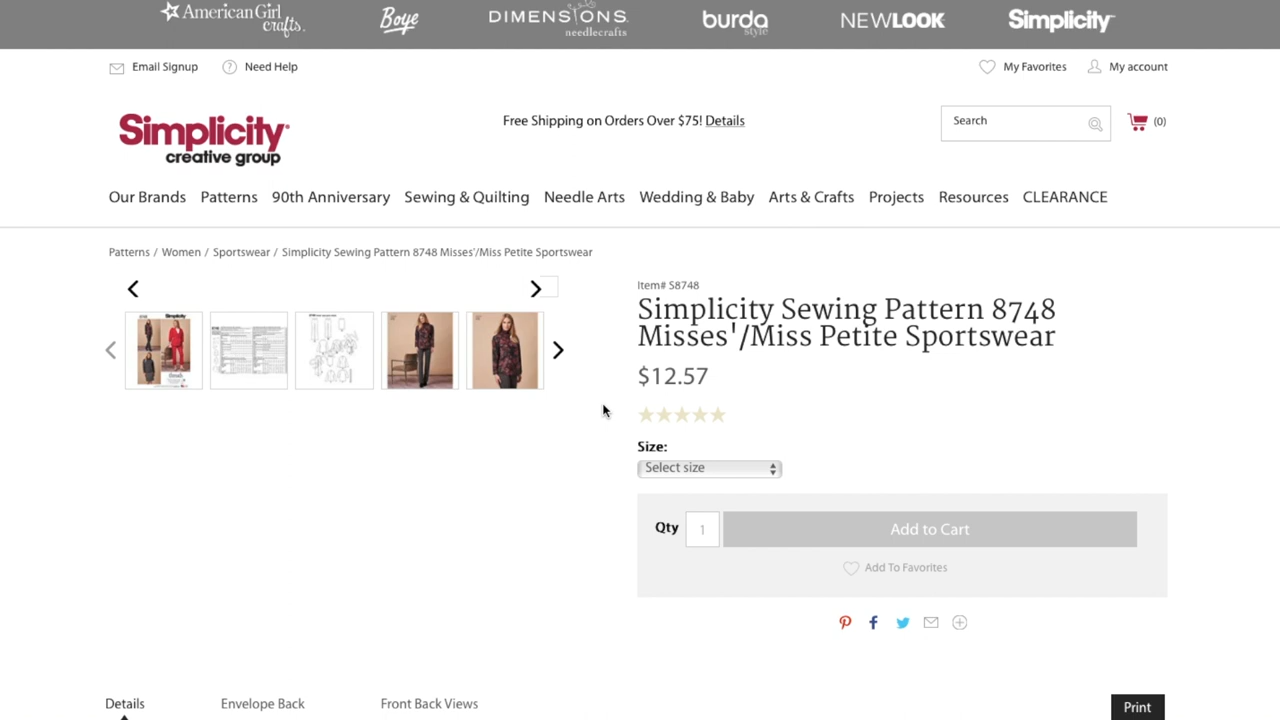 American Girl
crafts
Boye
DIMENSIONS
needlecrafts
burda
style
NEWLOOK
Simplicity
Email Signup
? Need Help
My Favorites
My account
Simplicity
creative group
Free Shipping on Orders Over $75! Details
Search
(0)
Our Brands Patterns 90th Anniversary Sewing & Quilting Needle Arts Wedding & Baby Arts & Crafts Projects Resources CLEARANCE
Patterns / Women / Sportswear / Simplicity Sewing Pattern 8748 Misses'/Miss Petite Sportswear
Item# S8748
Simplicity Sewing Pattern 8748
Misses'/Miss Petite Sportswear
$12.57
Size:
Select size
Qty 1 Add to Cart
Add To Favorites
Details Envelope Back Front Back Views Print